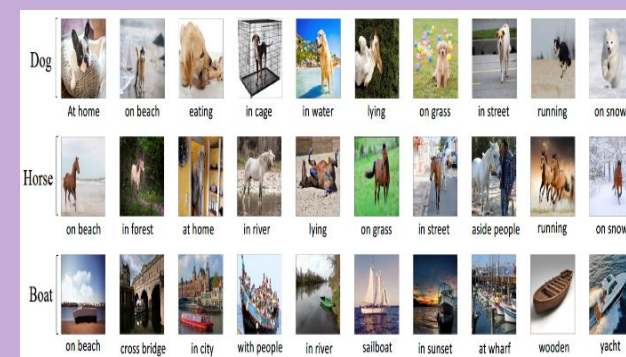 Dog
At home on beach eating in cage in water lying on grass in street running on snow
Horse
on beach in forest at home in river lying on grass in street aside people running on snow
Boat
on beach cross bridge in city with people in river sailboat in sunset at wharf wooden yacht